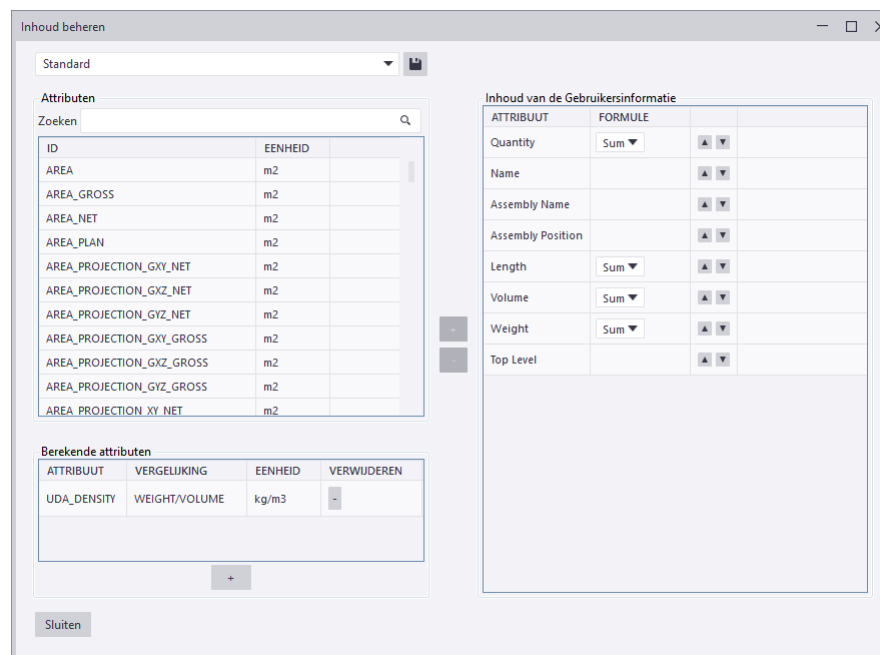 Inhoud beheren
Standard
Attributen
Zoeken
ID EENHEID
AREA m2
AREA_GROSS m2
AREA_NET m2
AREA_PLAN m2
AREA_PROJECTION_GXY_NET m2
AREA_PROJECTION_GXZ_NET m2
AREA_PROJECTION_GYZ_NET m2
AREA_PROJECTION_GXY_GROSS m2
AREA_PROJECTION_GXZ_GROSS m2
AREA_PROJECTION_GYZ_GROSS m2
AREA_PROJECTION_XY_NET m2
Berekende attributen
ATTRIBUUT VERGELIJKING EENHEID VERWIJDEREN
UDA_DENSITY WEIGHT/VOLUME kg/m3 -
+
Sluiten
+
-
Inhoud van de Gebruikersinformatie
ATTRIBUUT FORMULE
Quantity Sum
Name
Assembly Name
Assembly Position
Length Sum
Volume Sum
Weight Sum
Top Level